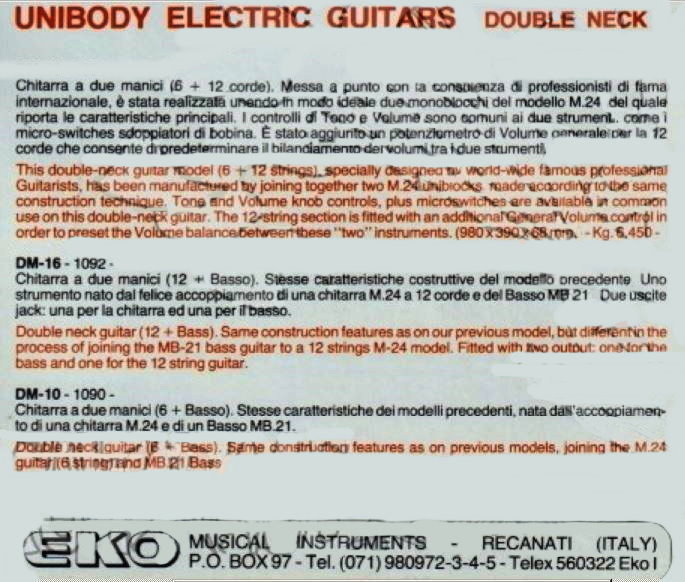 UNIBODY ELECTRIC GUITARS DOUBLE NECK
Chitarra a due manici (6 + 12 corde). Messa a punto con la consulenza di professionisti di fama
internazionale, è stata realizzata unendo in modo ideale due monoblocchi del modello M.24 del quale
riporta le caratteristiche principali. I controlli di Tono e Volume sono comuni ai due strument. come i
micro-switches sdoppiatori di bobina. È stato aggiunto un potenziometro di Volume generale per la 12
corde che consente di predeterminare il bilandiamento dei volumi tra i due strumenti,
This double-neck guitar model (6 + 12 strings), specially designed by world-wide famous professional
Guitarists, has been manufactured by joining together two M.24 made according to the same
construction technique. Tone and Volume knob controls, plus microswitches are available in common
use on this double-neck guitar. The 12-string section is fitted with an additional General Volume control in
order to preset the Volume balance between these "two" instruments. (980 x 390 x 68 mm. - Kg. 6,450 -
DM-16 - 1092 -
Chitarra a due manici (12 + Basso). Stesse caratteristiche costruttive del modello precedente Uno
strumento nato dal felice accoppiamento di una chitarra M.24 a 12 corde e del Basso MB 21 Due uscite
jack: una per la chitarra ed una per il basso.
Double neck guitar (12 + Bass). Same construction features as on our previous model, but different in the
process of joining the MB-21 bass guitar to a 12 strings M-24 model. Fitted with two output: one for the
bass and one for the 12 string guitar.
DM-10 - 1090 -
Chitarra a due manici (6 + Basso). Stesse caratteristiche dei modelli precedenti, nata dall'accoppiamen-
to di una chitarra M.24 e di un Basso MB.21.
Double neck guitar (6 + Bass). Same construction features as on previous models, joining the M.24
guitar (6 string) and MB.21 Bass
EKO MUSICAL INSTRUMENTS - RECANATI (ITALY)
P.O. BOX 97 - Tel. (071) 980972-3-4-5 - Telex 560322 Eko I